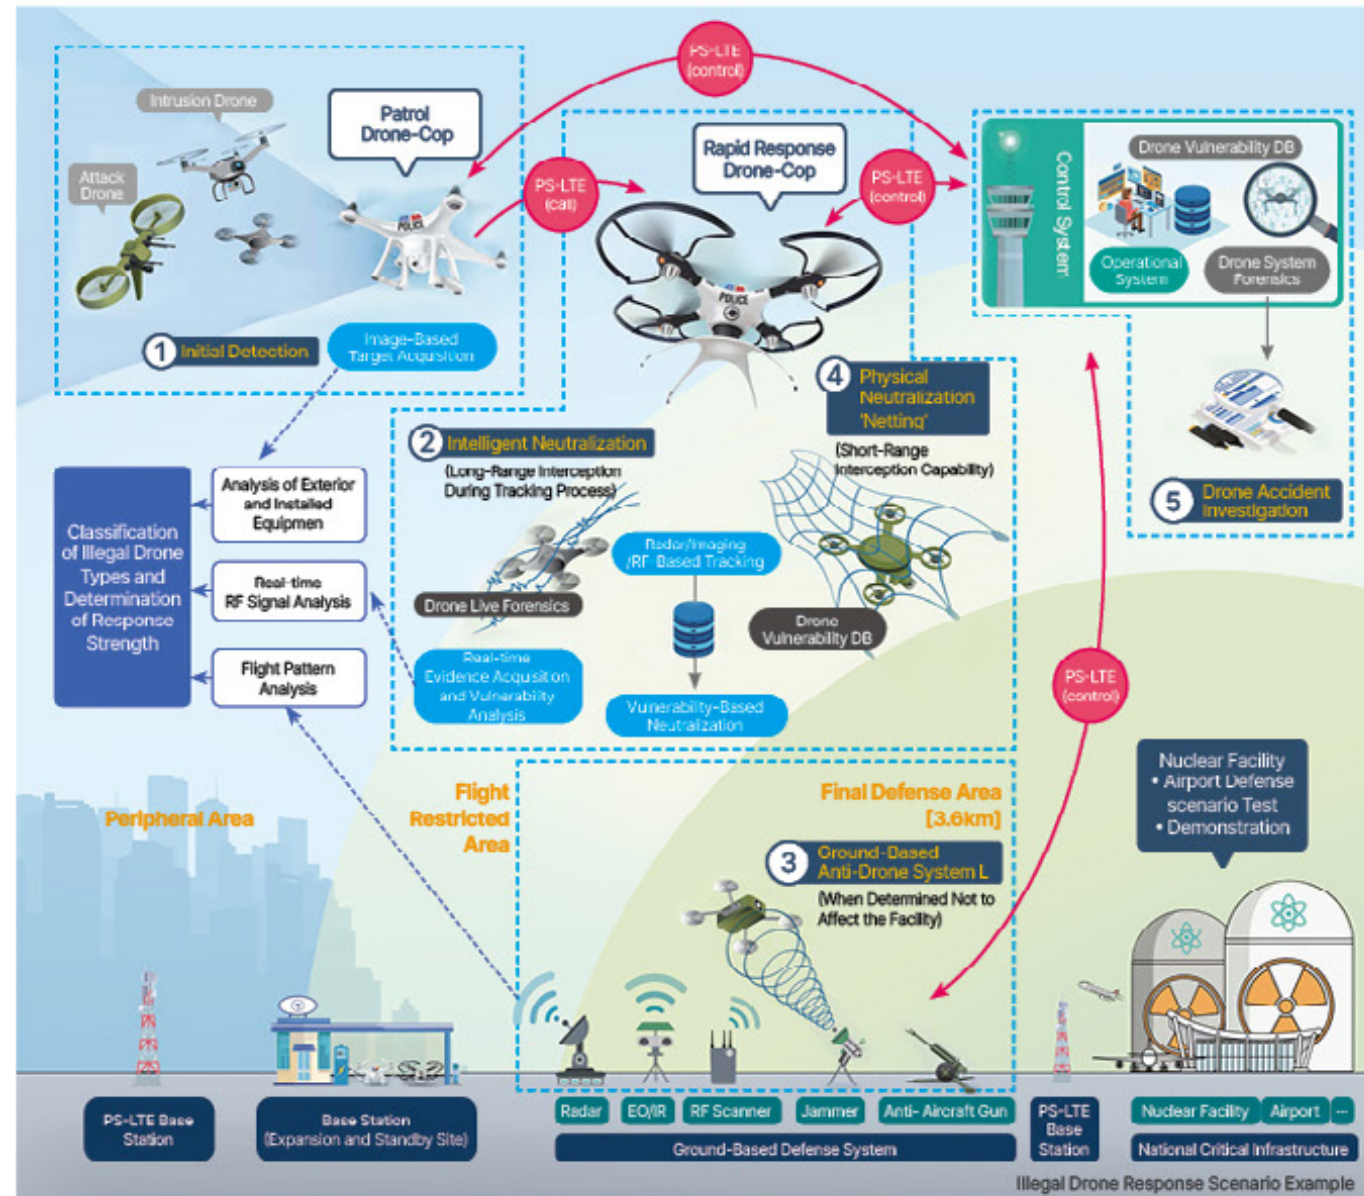 PS-LTE
(control)
Intrusion Drone
Patrol
Drone-Cop
Attack
Drone
POLICE
1 Initial Detection
Image-Based
Target Acquisition
PS-LTE
(call)
Rapid Response
Drone-Cop
PS-LTE
(control)
POLICE
Control System
Drone Vulnerability DB
Operational
System
Drone System
Forensics
5 Drone Accident
Investigation
4 Physical
Neutralization
'Netting'
(Short-Range
Interception Capability)
2 Intelligent Neutralization
(Long-Range Interception
During Tracking Process)
Drone Live Forensics
Radar/Imaging
/RF-Based Tracking
Drone
Vulnerability DB
Real-time
Evidence Acquisition
and Vulnerability
Analysis
Vulnerability-Based
Neutralization
Classification
of Illegal Drone
Types and
Determination
of Response
Strength
Analysis of Exterior
and Installed
Equipmen
Real-time
RF Signal Analysis
Flight Pattern
Analysis
PS-LTE
(control)
Nuclear Facility
• Airport Defense
scenario Test
• Demonstration
Peripheral Area
Flight
Restricted
Area
Final Defense Area
[3.6km]
3 Ground-Based
Anti-Drone System L
(When Determined Not to
Affect the Facility)
PS-LTE Base
Station
Base Station
(Expansion and Standby Site)
Radar
EO/IR
RF Scanner
Jammer
Anti- Aircraft Gun
Ground-Based Defense System
PS-LTE
Base
Station
Nuclear Facility
Airport
...
National Critical Infrastructure
Illegal Drone Response Scenario Example